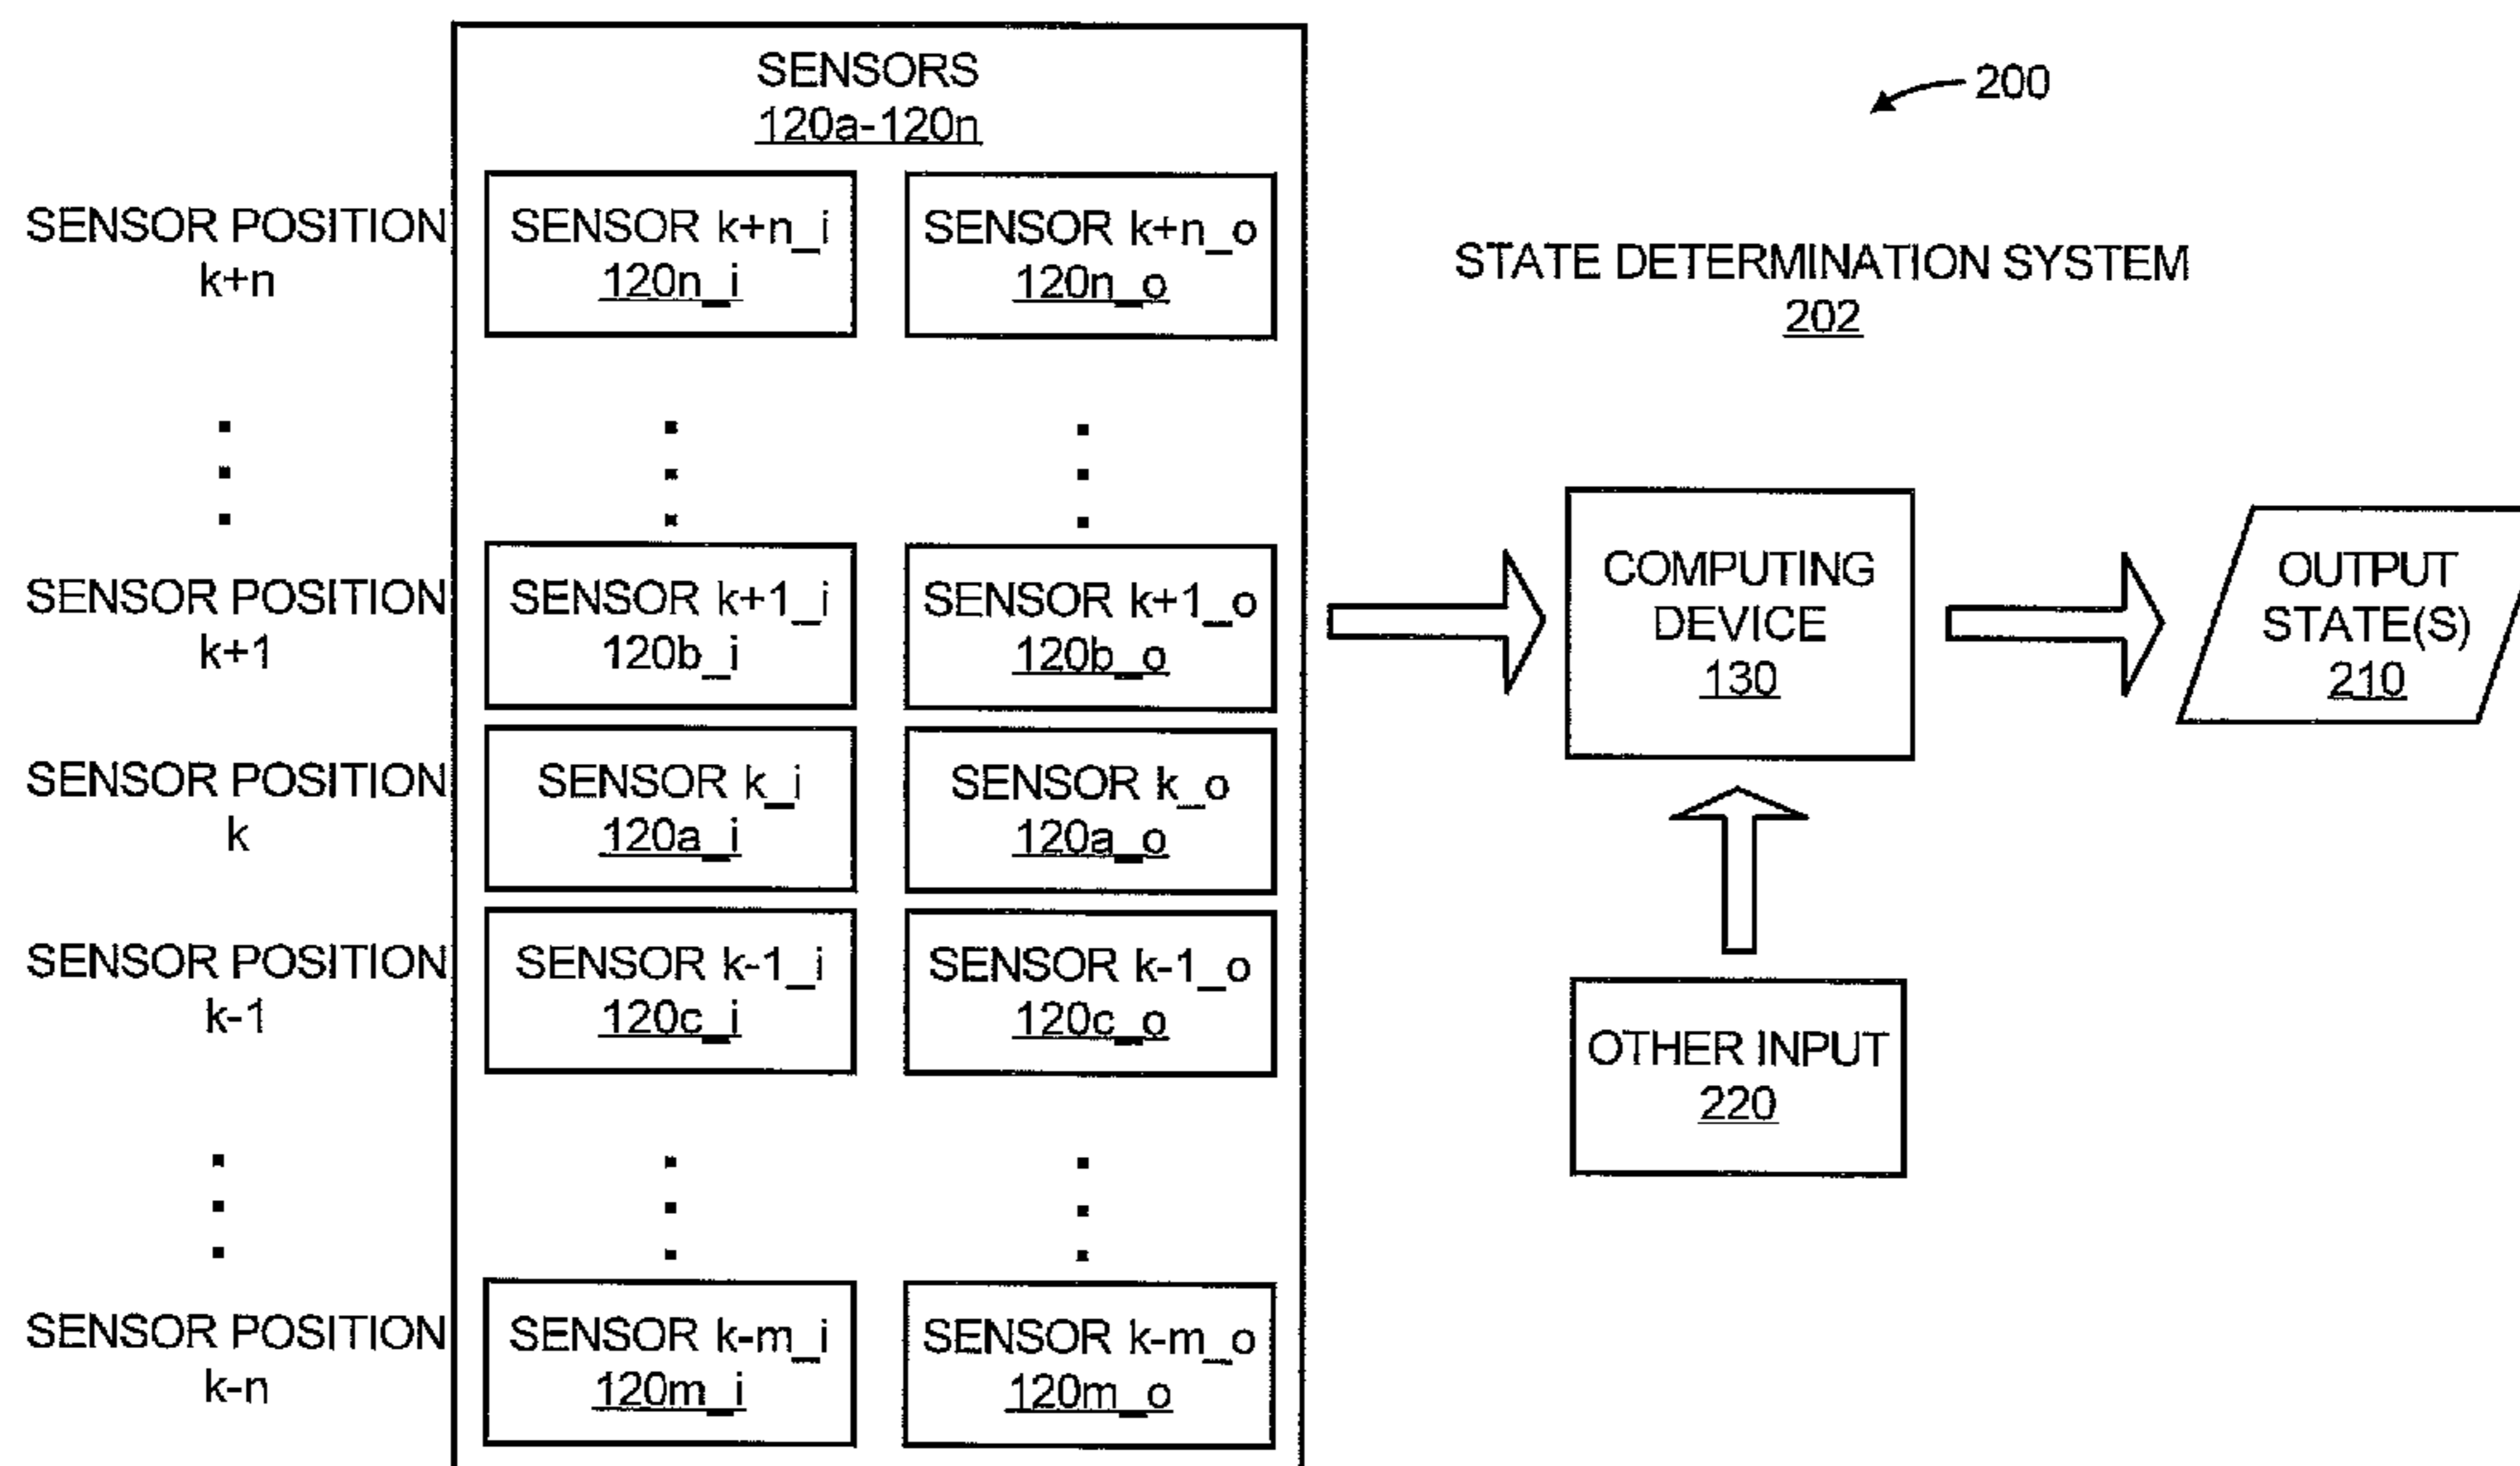 SENSORS
120a-120n
200
STATE DETERMINATION SYSTEM
202
SENSOR POSITION
k+n
SENSOR k+n_i
120n_i
SENSOR k+n_o
120n_o
SENSOR POSITION
k+1
SENSOR k+1_i
120b_i
SENSOR k+1_o
120b_o
COMPUTING
DEVICE
130
OUTPUT
STATE(S)
210
SENSOR POSITION
k
SENSOR k_i
120a_i
SENSOR k_o
120a_o
SENSOR POSITION
k-1
SENSOR k-1_i
120c_i
SENSOR k-1_o
120c_o
OTHER INPUT
220
SENSOR POSITION
k-n
SENSOR k-m_i
120m_i
SENSOR k-m_o
120m_o